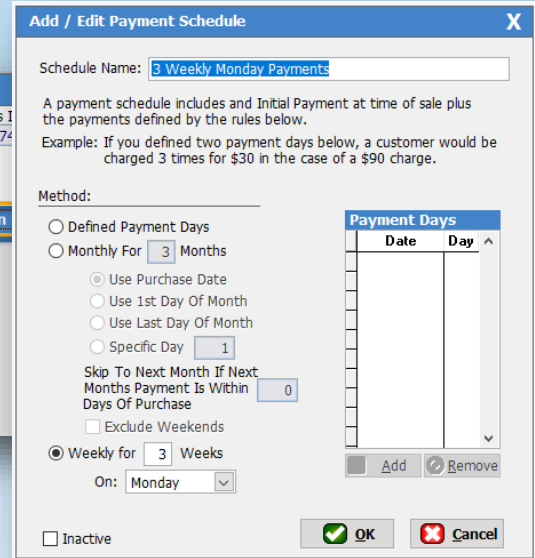 Add / Edit Payment Schedule
X
Schedule Name: 3 Weekly Monday Payments
A payment schedule includes and Initial Payment at time of sale plus
the payments defined by the rules below.
Example: If you defined two payment days below, a customer would be
charged 3 times for $30 in the case of a $90 charge.
Method:
Defined Payment Days
Monthly For 3 Months
Use Purchase Date
Use 1st Day Of Month
Use Last Day Of Month
Specific Day 1
Skip To Next Month If Next
Months Payment Is Within 0
Days Of Purchase
Exclude Weekends
Weekly for 3 Weeks
On: Monday
Payment Days
Date Day
Add Remove
Inactive
OK Cancel